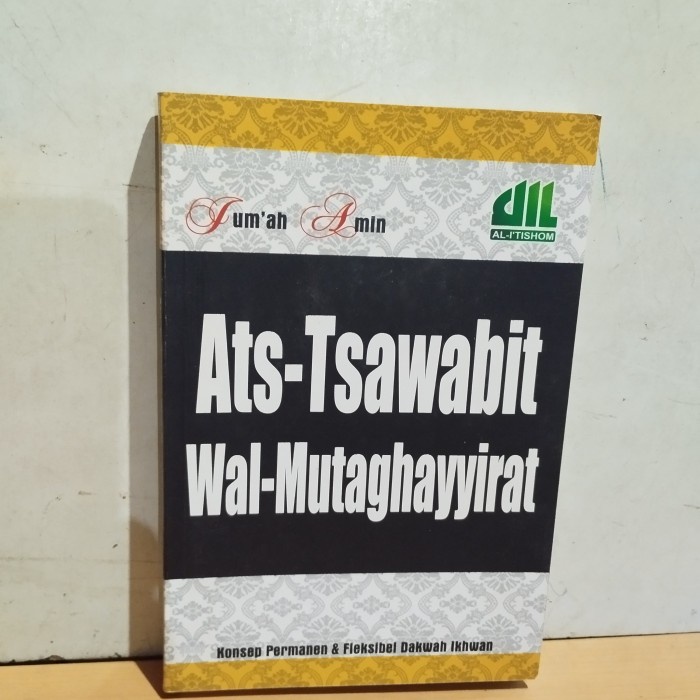 Jum'ah Amin
AL-I'TISHOM
Ats-Tsawabit
Wal-Mutaghayyirat
Konsep Permanen & Fleksibel Dakwah Ikhwan